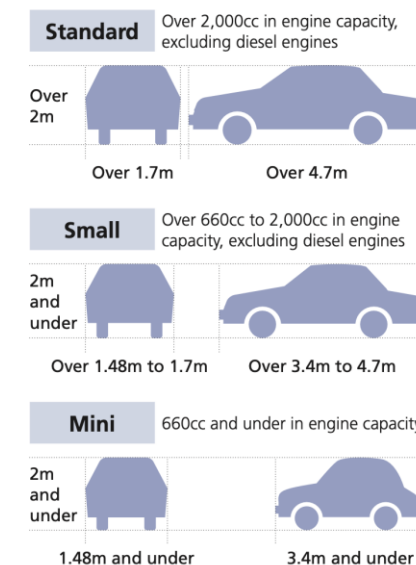 Standard
Over 2,000cc in engine capacity,
excluding diesel engines
Over
2m
Over 1.7m
Over 4.7m
Small
Over 660cc to 2,000cc in engine
capacity, excluding diesel engines
2m
and
under
Over 1.48m to 1.7m
Over 3.4m to 4.7m
Mini
660cc and under in engine capacity
2m
and
under
1.48m and under
3.4m and under